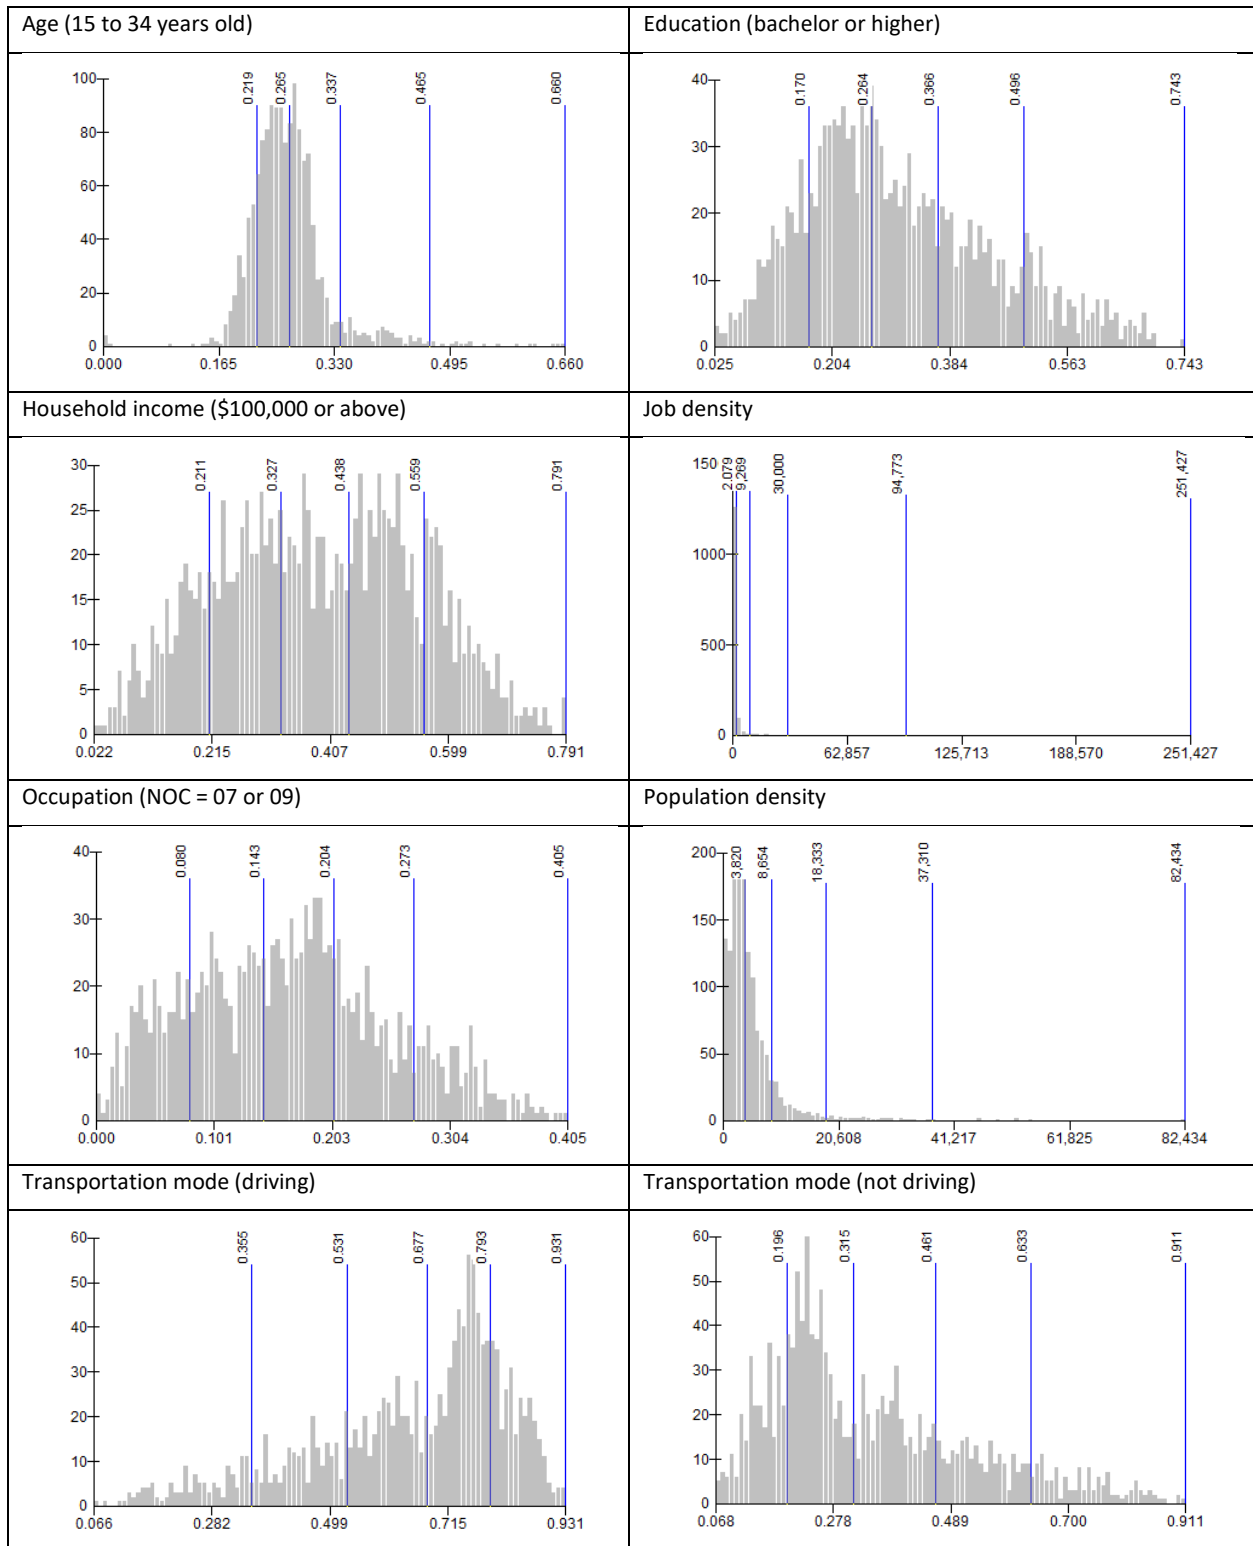 Age (15 to 34 years old)
0.219 0.265 0.337 0.465 0.660
100
80
60
40
20
0
0.000 0.165 0.330 0.495 0.660
Education (bachelor or higher)
0.170 0.264 0.366 0.496 0.743
40
30
20
10
0
0.025 0.204 0.384 0.563 0.743
Household income ($100,000 or above)
0.211 0.327 0.438 0.559 0.791
30
25
20
15
10
5
0
0.022 0.215 0.407 0.599 0.791
Job density
2,079 9,269 30,000 94,773 251,427
150
1000
500
0
0 62,857 125,713 188,570 251,427
Occupation (NOC = 07 or 09)
0.080 0.143 0.204 0.273 0.405
40
30
20
10
0
0.000 0.101 0.203 0.304 0.405
Population density
3,820 8,654 18,333 37,310 82,434
200
150
100
50
0
0 20,608 41,217 61,825 82,434
Transportation mode (driving)
0.355 0.531 0.677 0.793 0.931
60
50
40
30
20
10
0
0.066 0.282 0.499 0.715 0.931
Transportation mode (not driving)
0.196 0.315 0.461 0.633 0.911
60
50
40
30
20
10
0
0.068 0.278 0.489 0.700 0.911